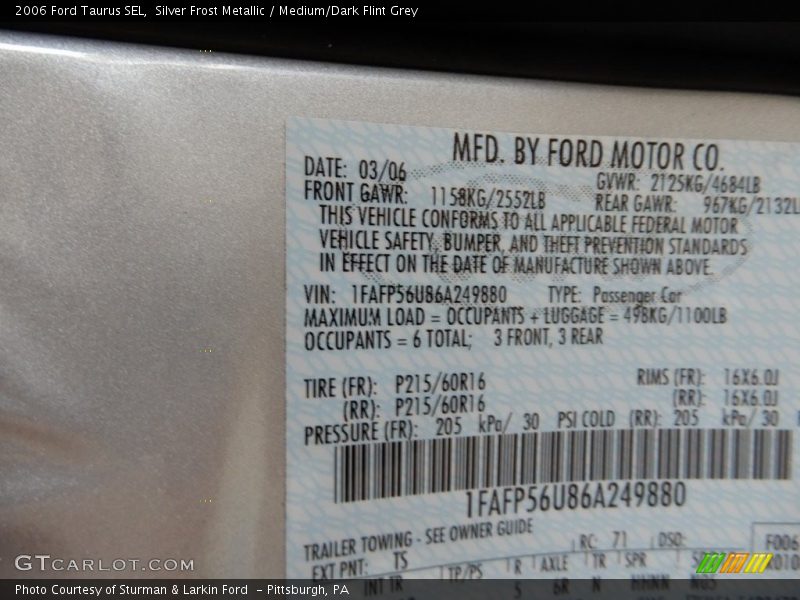 2006 Ford Taurus SEL, Silver Frost Metallic / Medium/Dark Flint Grey
MFD. BY FORD MOTOR CO.
DATE: 03/06 GVWR: 2125KG/4684LB
FRONT GAWR: 1158KG/2552LB REAR GAWR: 967KG/2132L
THIS VEHICLE CONFORMS TO ALL APPLICABLE FEDERAL MOTOR
VEHICLE SAFETY, BUMPER, AND THEFT PREVENTION STANDARDS
IN EFFECT ON THE DATE OF MANUFACTURE SHOWN ABOVE.
VIN: 1FAFP56U86A249880 TYPE: Passenger Car
MAXIMUM LOAD = OCCUPANTS + LUGGAGE = 498KG/1100LB
OCCUPANTS = 6 TOTAL; 3 FRONT, 3 REAR
TIRE (FR): P215/60R16 RIMS (FR): 16X6.0J
(RR): P215/60R16 (RR): 16X6.0J
PRESSURE (FR): 205 kPa/ 30 PSI COLD (RR): 205 kPa/ 30
1FAFP56U86A249880
TRAILER TOWING - SEE OWNER GUIDE RC: 71 DSO: F006
EXT PNT: TS
INT TR TP/PS R AXLE TR SPR
5 6R N
GTCARLOT.COM
Photo Courtesy of Sturman & Larkin Ford - Pittsburgh, PA